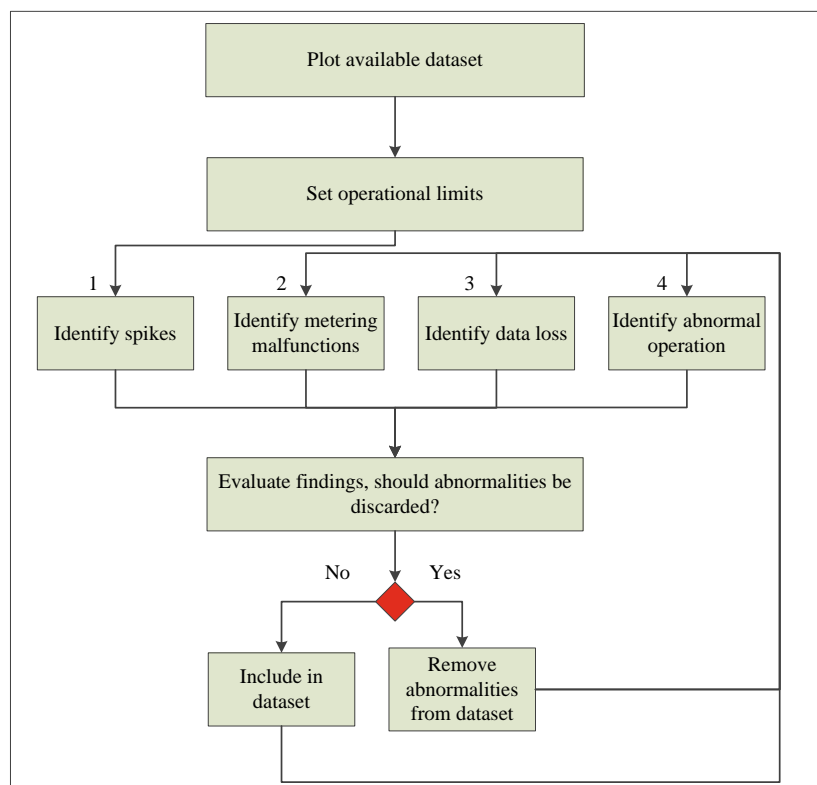 Plot available dataset
Set operational limits
1
2
3
4
Identify spikes
Identify metering
malfunctions
Identify data loss
Identify abnormal
operation
Evaluate findings, should abnormalities be
discarded?
No
Yes
Include in
dataset
Remove
abnormalities
from dataset